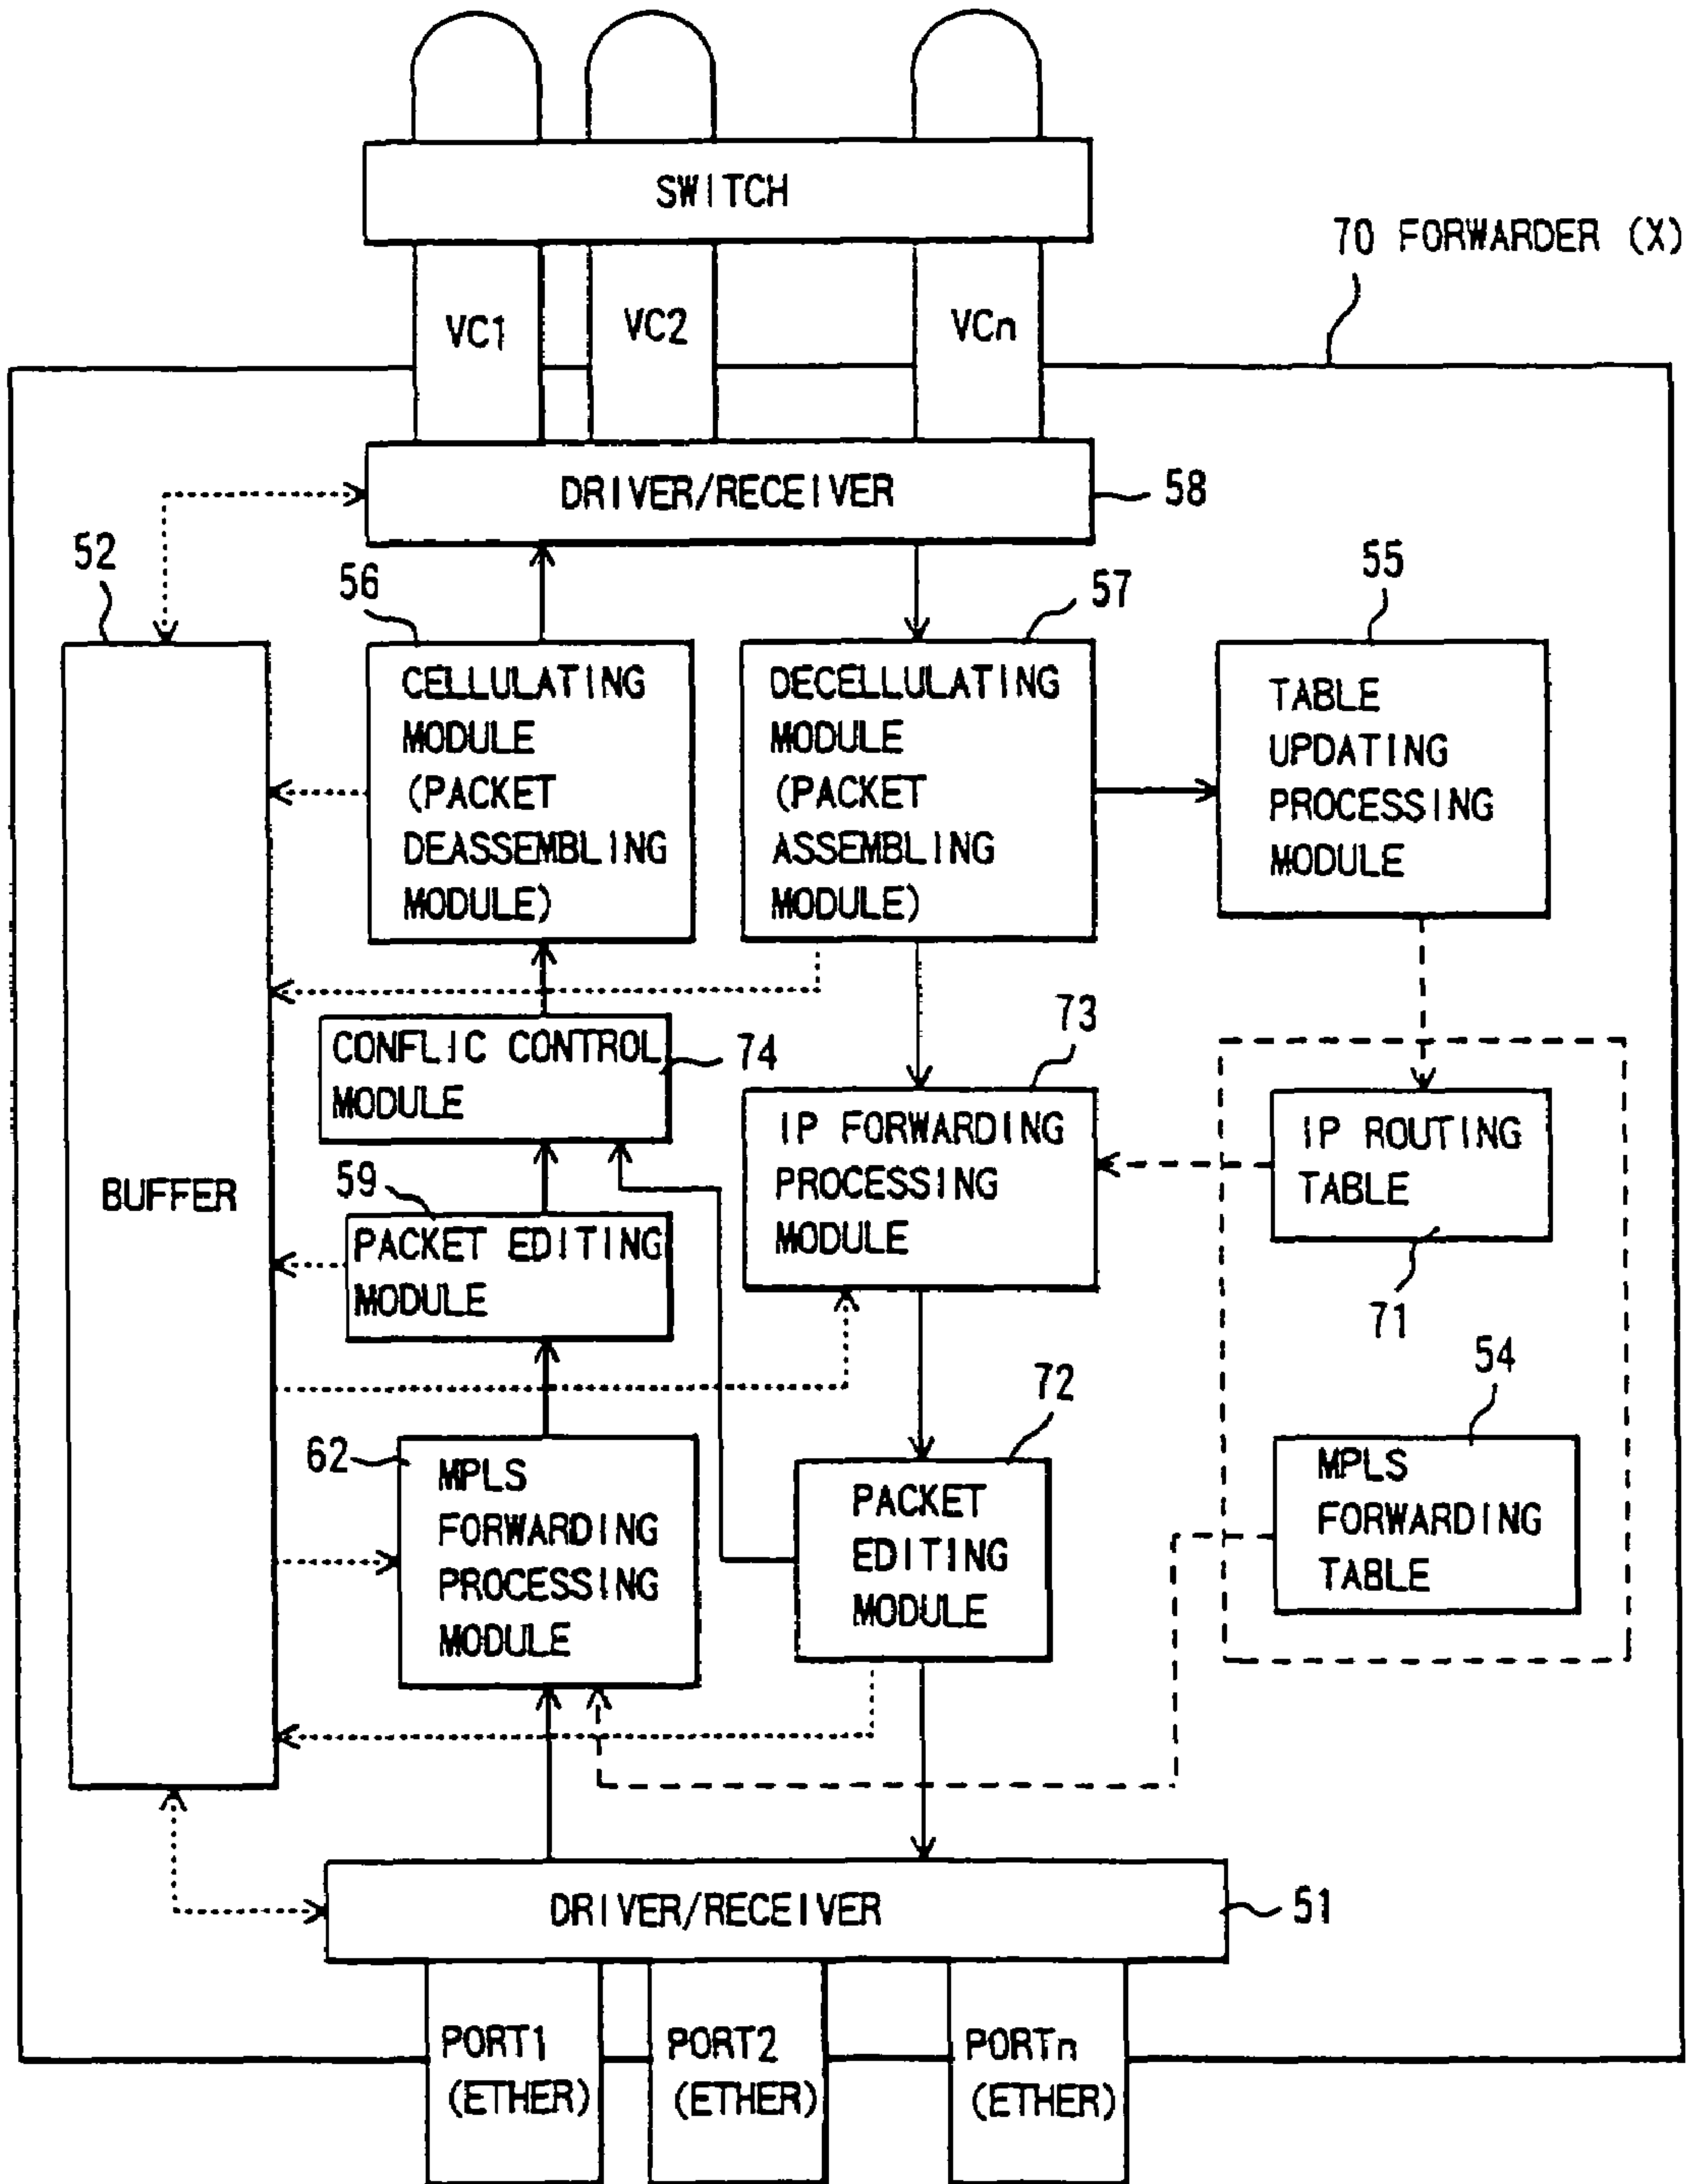 SWITCH
70 FORWARDER (X)
VC1
VC2
VCn
DRIVER/RECEIVER
58
52
56
57
55
CELLULATING
MODULE
(PACKET
DEASSEMBLING
MODULE)
DECELLULATING
MODULE
(PACKET
ASSEMBLING
MODULE)
TABLE
UPDATING
PROCESSING
MODULE
CONFLIC CONTROL
MODULE
74
73
IP FORWARDING
PROCESSING
MODULE
IP ROUTING
TABLE
71
BUFFER
59
PACKET EDITING
MODULE
62
MPLS
FORWARDING
PROCESSING
MODULE
72
PACKET
EDITING
MODULE
54
MPLS
FORWARDING
TABLE
DRIVER/RECEIVER
51
PORT1
(ETHER)
PORT2
(ETHER)
PORTn
(ETHER)